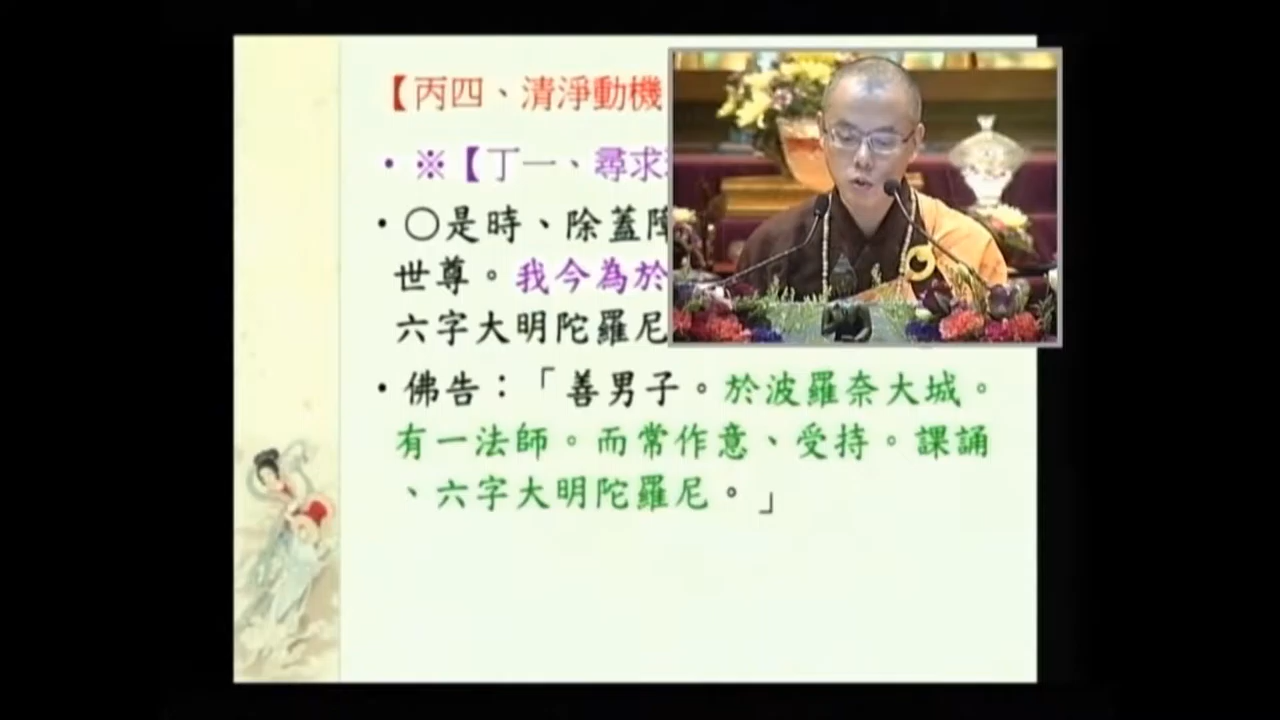 【丙四、清淨動機
• ※【丁一、尋求
• ○是時、除蓋障
世尊。我今為於
六字大明陀羅尼
• 佛告：「善男子。於波羅奈大城。
有一法師。而常作意、受持。課誦
、六字大明陀羅尼。」